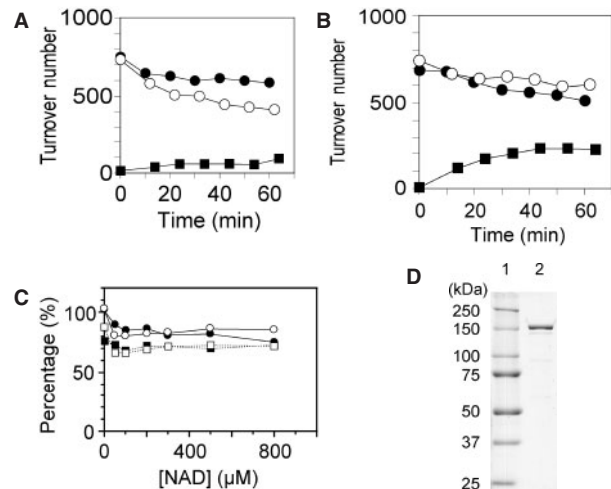 A
1000
500
0
Turnover number
0 20 40 60
Time (min)
B
1000
500
0
Turnover number
0 20 40 60
Time (min)
C
100
50
0
Percentage (%)
0 400 800
[NAD] (µM)
D
1 2
(kDa)
250
150
100
75
50
37
25